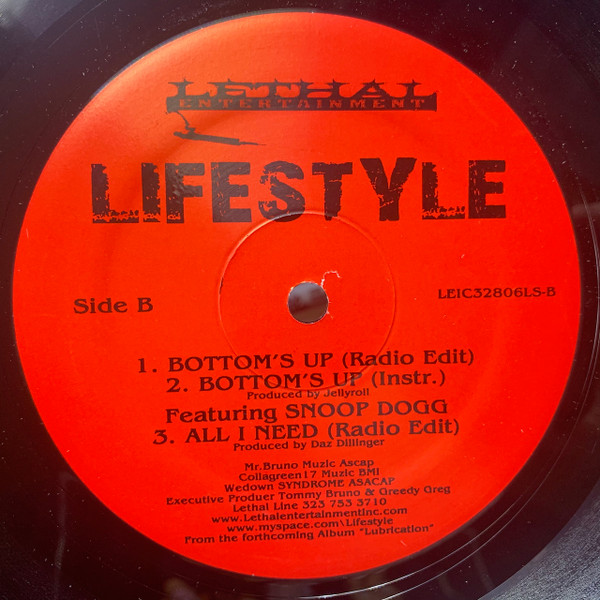 LETHAL
ENTERTAINMENT
LIFESTYLE
Side B
LE1C32806LS-B
1. BOTTOM'S UP (Radio Edit)
2. BOTTOM'S UP (Instr.)
Produced by Jellyroll
Featuring SNOOP DOGG
3. ALL I NEED (Radio Edit)
Produced by Daz Dillinger
Mr.Bruno Muzic Ascap
Collagreen17 Muzic BMI
Wedown SYNDROME ASACAP
Executive Produer Tommy Bruno & Greedy Greg
Lethal Line 323 753 3710
www.Lethalentertainmentinc.com
www.myspace.com\Lifestyle
From the forthcoming Album "Lubrication"